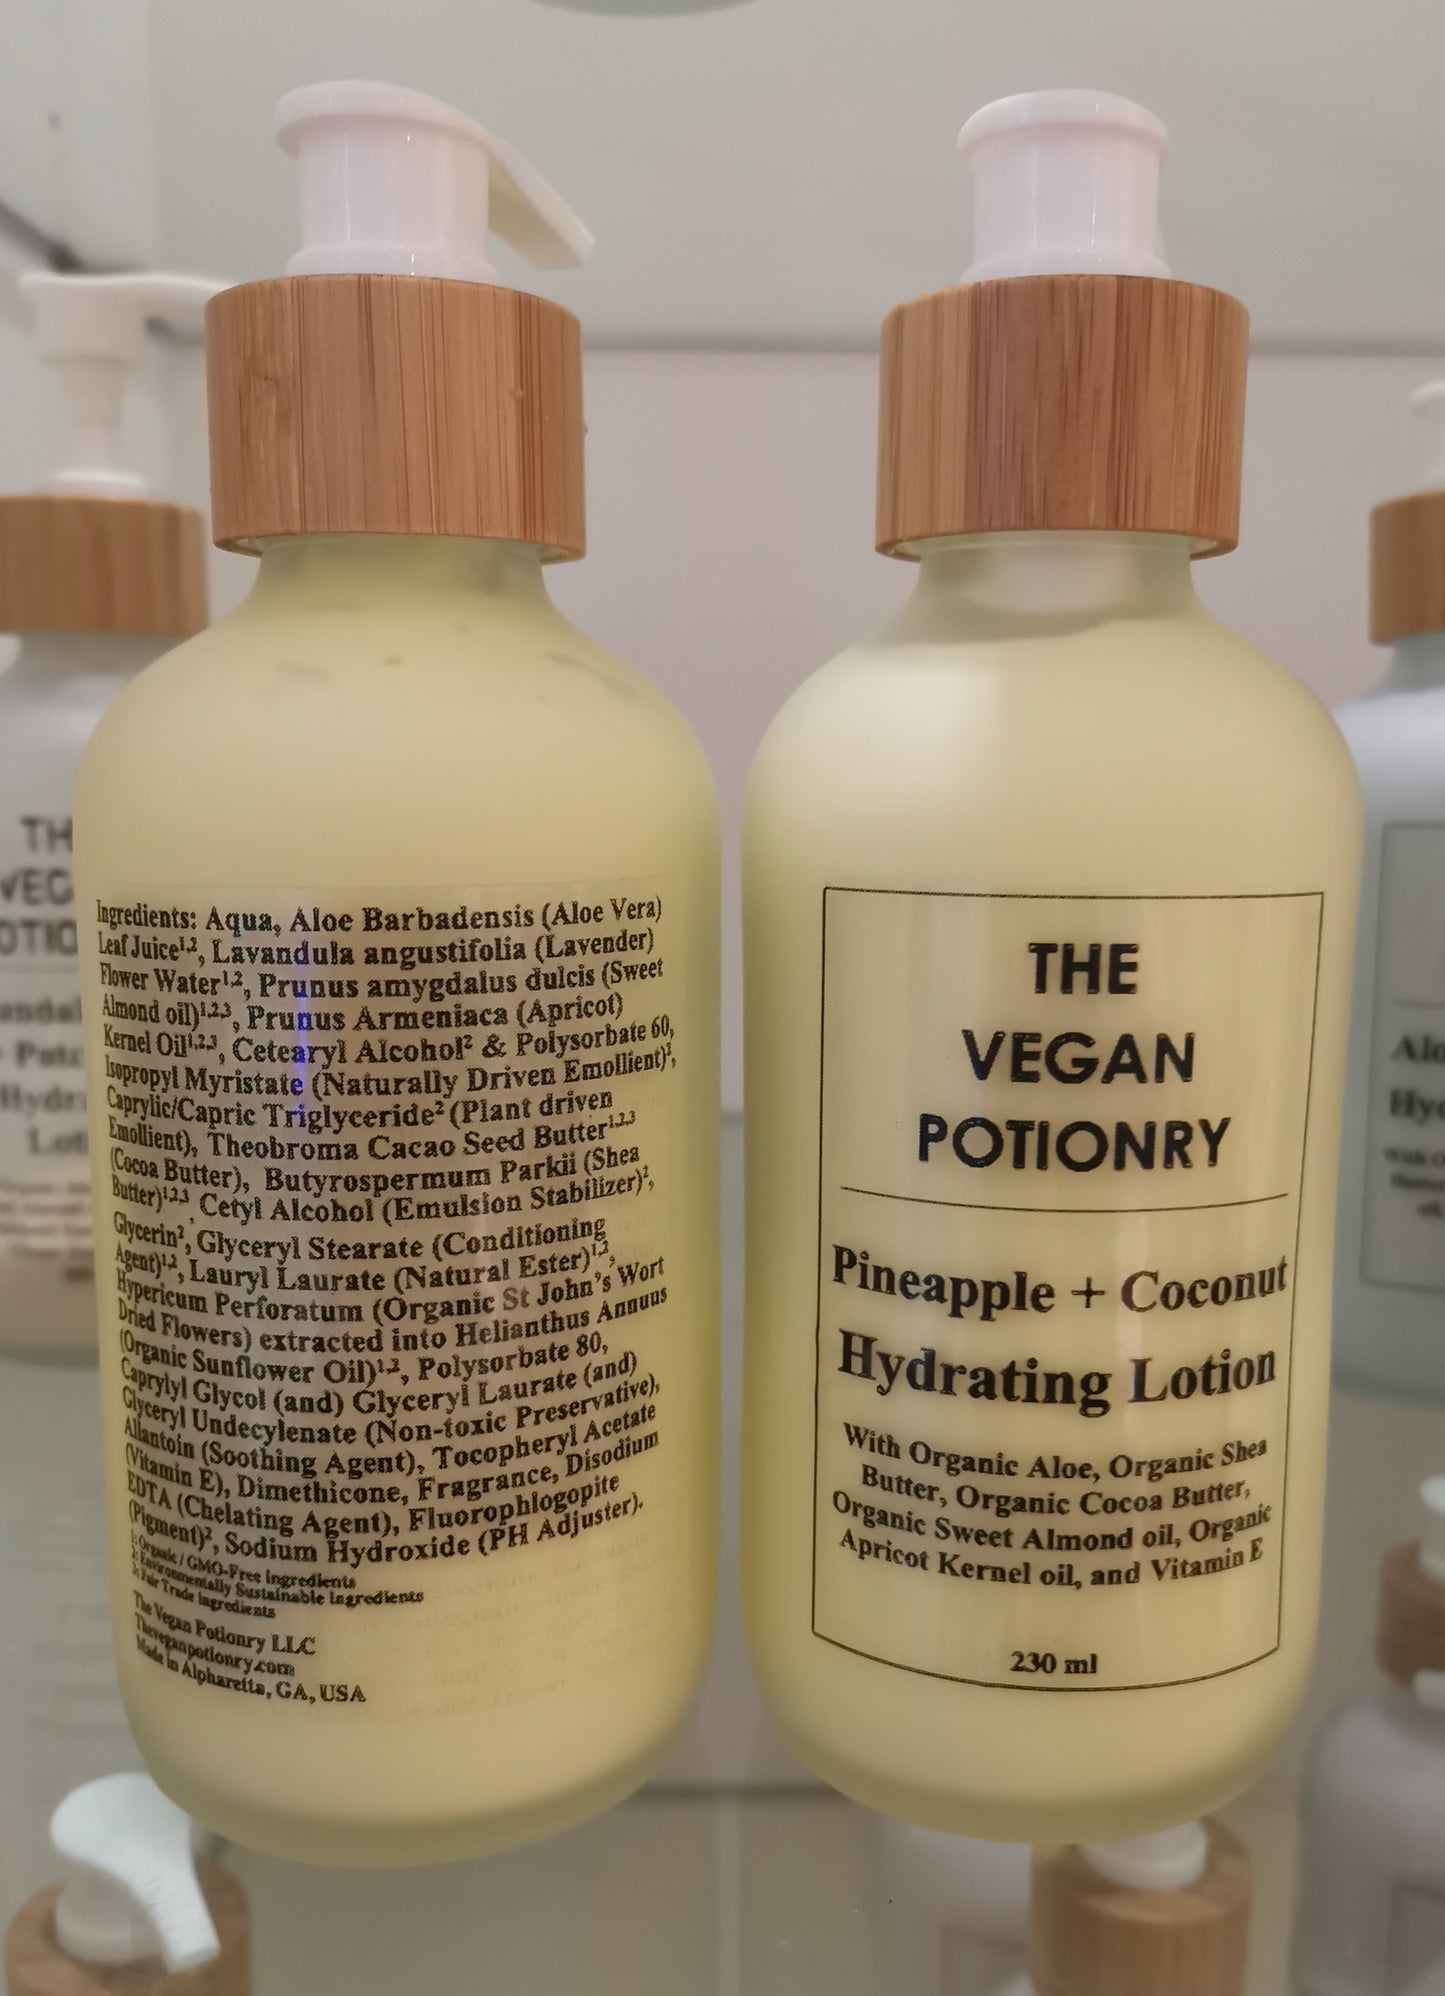 Ingredients: Aqua, Aloe Barbadensis (Aloe Vera)
Leaf Juice¹,², Lavandula angustifolia (Lavender)
Flower Water¹,², Prunus amygdalus dulcis (Sweet
Almond oil)¹,²,³, Prunus Armeniaca (Apricot)
Kernel Oil¹,²,³, Cetearyl Alcohol² & Polysorbate 60,
Isopropyl Myristate (Naturally Driven Emollient)²,
Caprylic/Capric Triglyceride² (Plant driven
Emollient), Theobroma Cacao Seed Butter¹,²,³
(Cocoa Butter), Butyrospermum Parkii (Shea
Butter)¹,²,³, Cetyl Alcohol (Emulsion Stabilizer)²,
Glycerin², Glyceryl Stearate (Conditioning
Agent)¹,², Lauryl Laurate (Natural Ester)¹,²,
Hypericum Perforatum (Organic St John's Wort
Dried Flowers) extracted into Helianthus Annuus
(Organic Sunflower Oil)¹,², Polysorbate 80,
Caprylyl Glycol (and) Glyceryl Laurate (and)
Glyceryl Undecylenate (Non-toxic Preservative),
Allantoin (Soothing Agent), Tocopheryl Acetate
(Vitamin E), Dimethicone, Fragrance, Disodium
EDTA (Chelating Agent), Fluorophlogopite
(Pigment)², Sodium Hydroxide (PH Adjuster).
1: Organic / GMO-Free ingredients
2: Environmentally Sustainable ingredients
3: Fair Trade ingredients
The Vegan Potionry LLC
Theveganpotionry.com
Made in Alpharetta, GA, USA
THE
VEGAN
POTIONRY
Pineapple + Coconut
Hydrating Lotion
With Organic Aloe, Organic Shea
Butter, Organic Cocoa Butter,
Organic Sweet Almond oil, Organic
Apricot Kernel oil, and Vitamin E
230 ml